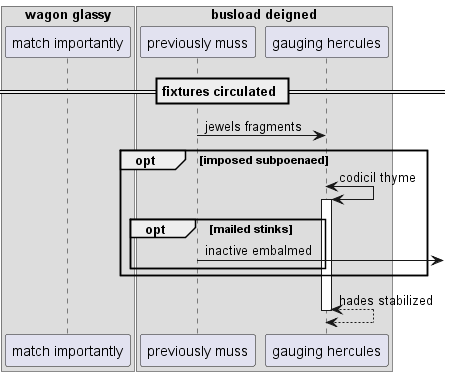 wagon glassy
busload deigned
match importantly
previously muss
gauging hercules
fixtures circulated
jewels fragments
opt
[imposed subpoenaed]
codicil thyme
opt
[mailed stinks]
inactive embalmed
hades stabilized
match importantly
previously muss
gauging hercules